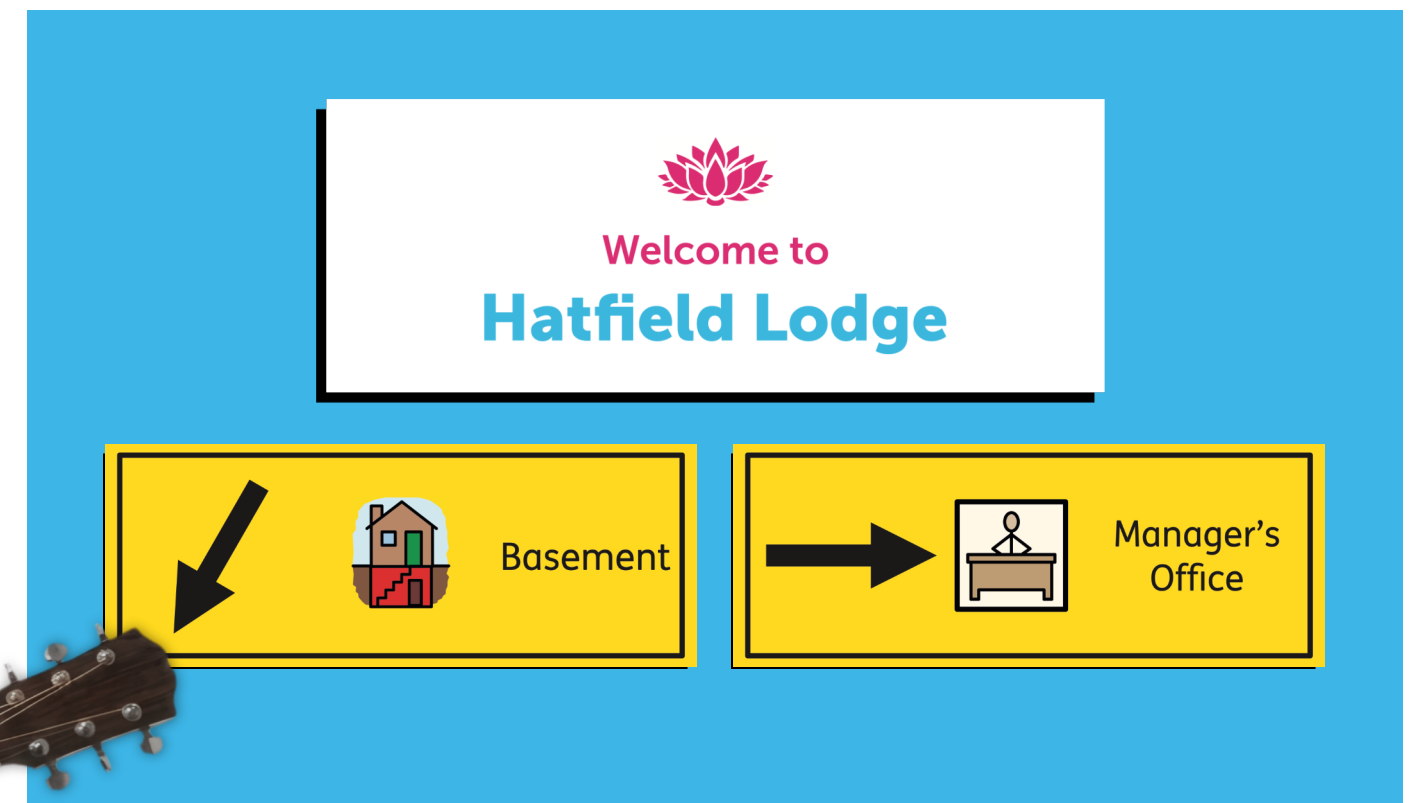 Welcome to
Hatfield Lodge
Basement
Manager’s
Office